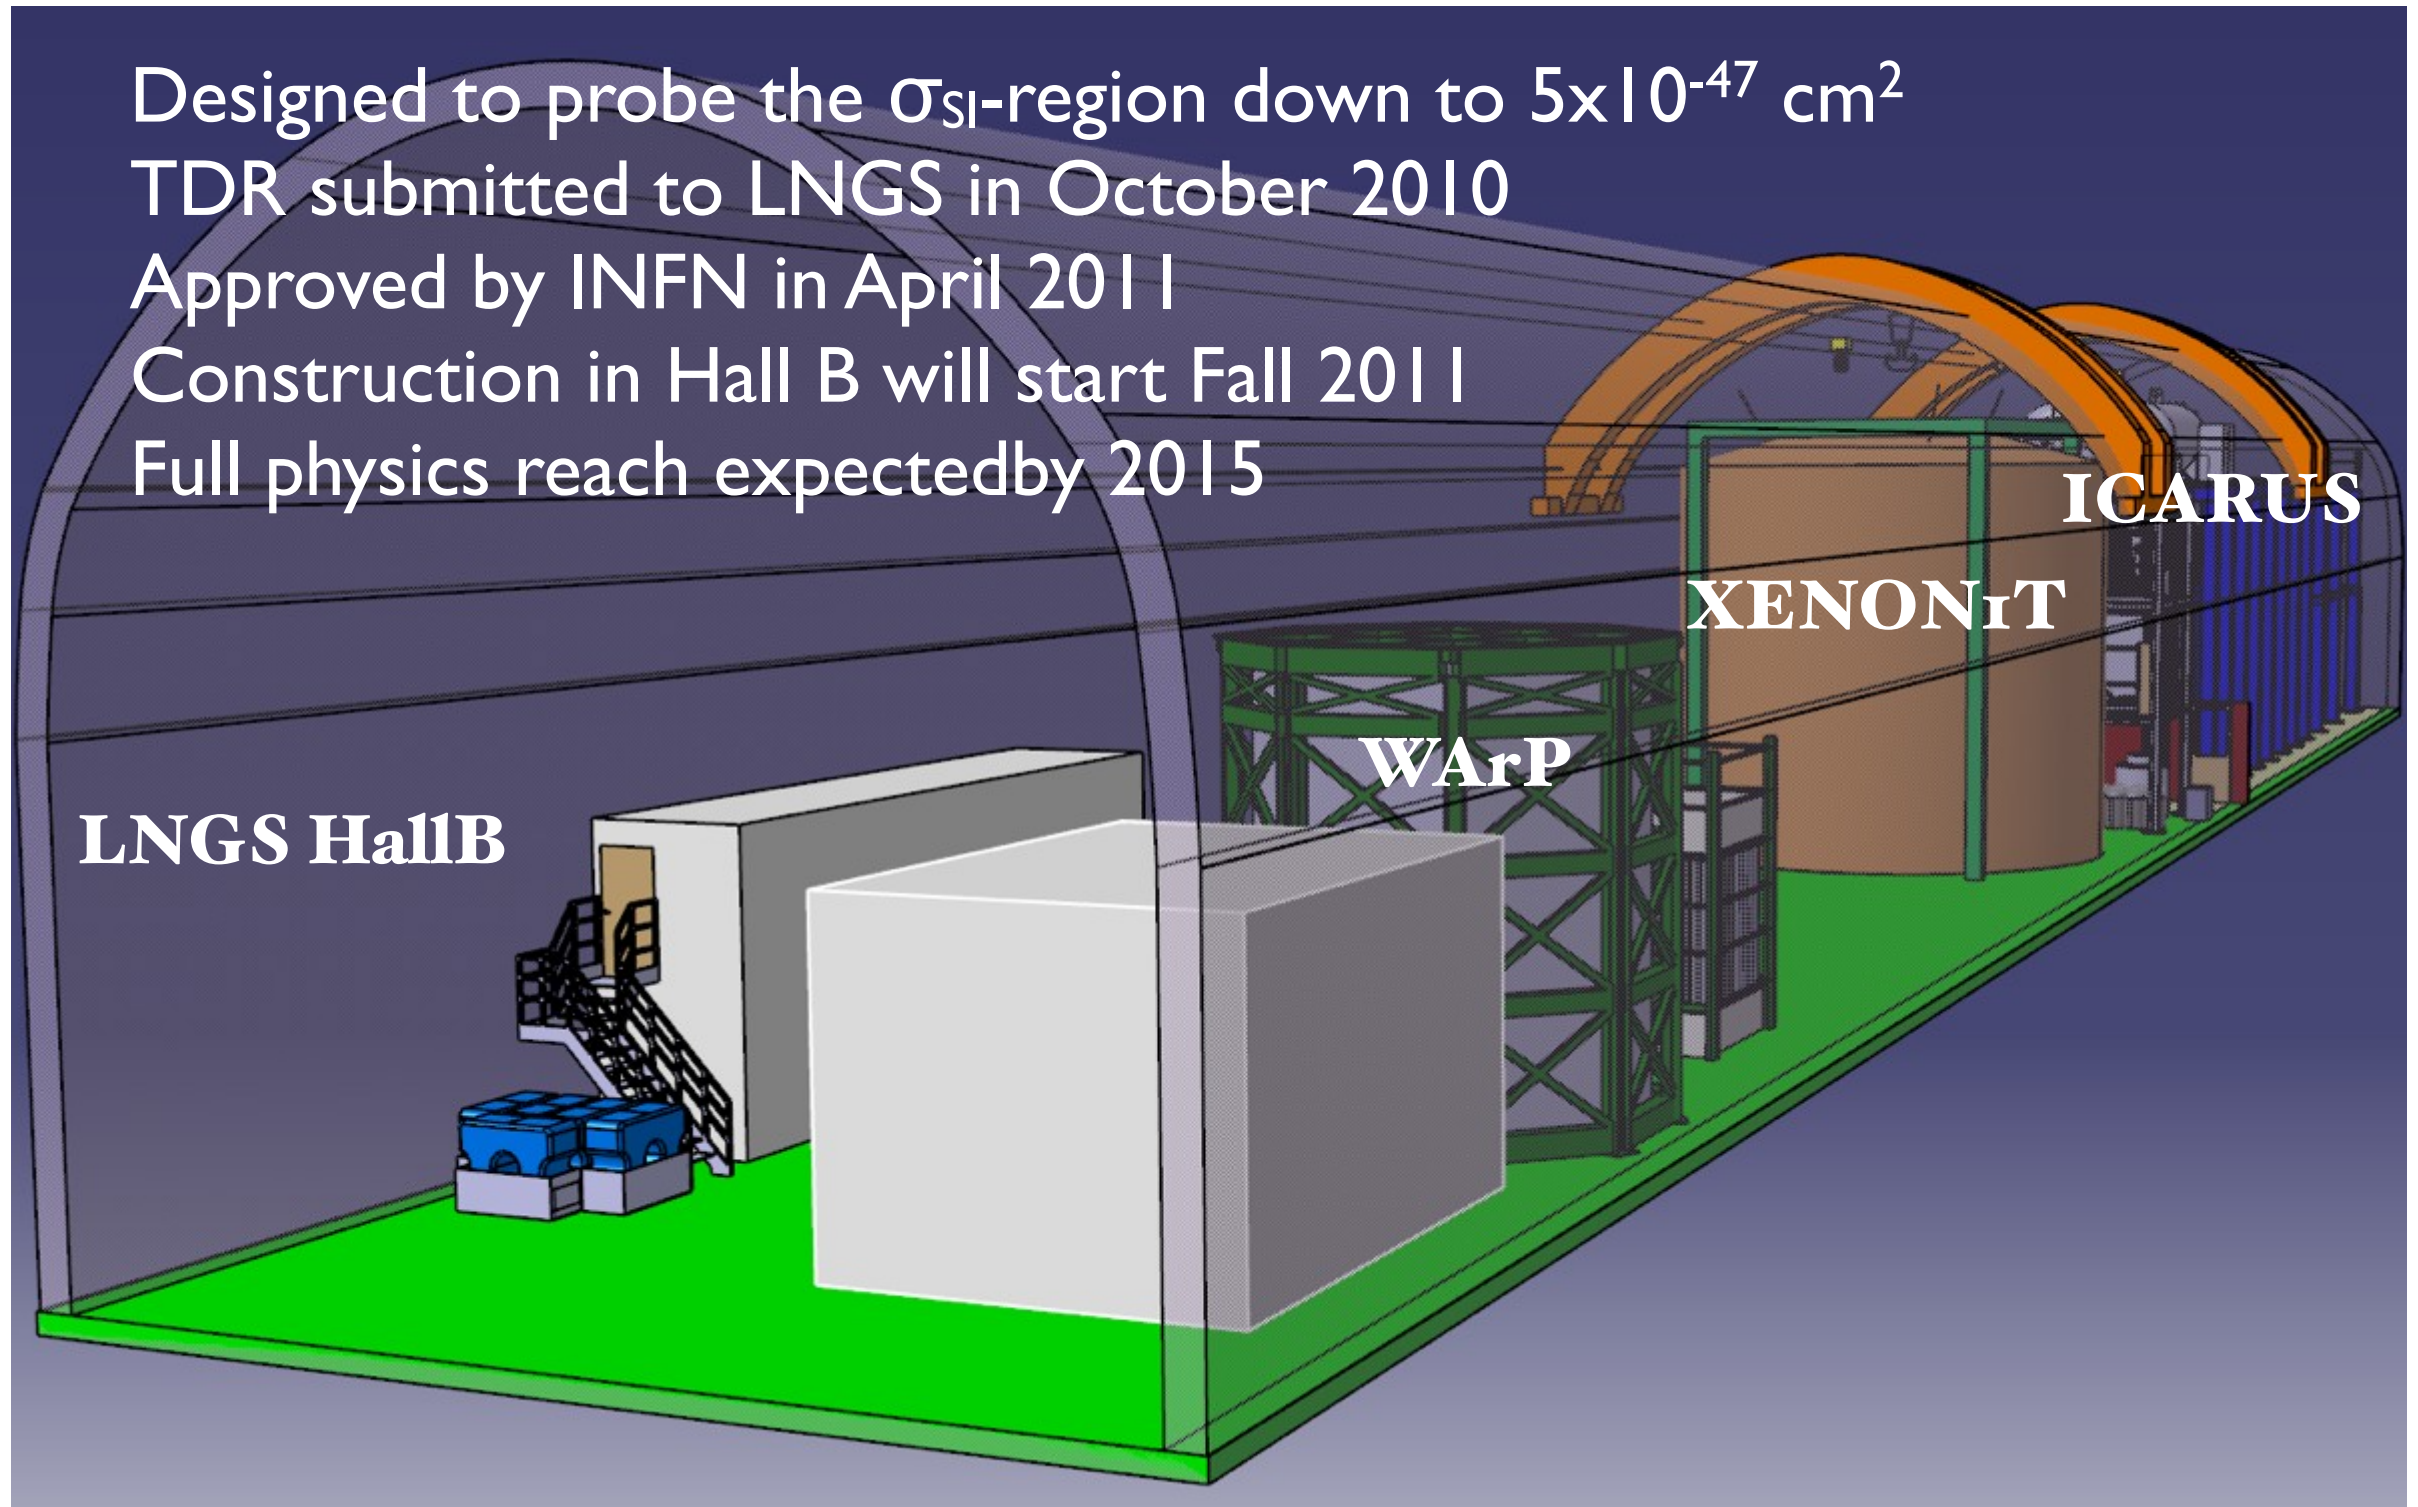 Designed to probe the σSI-region down to 5x10-47 cm2
TDR submitted to LNGS in October 2010
Approved by INFN in April 2011
Construction in Hall B will start Fall 2011
Full physics reach expectedby 2015
ICARUS
XENON1T
WArP
LNGS HallB